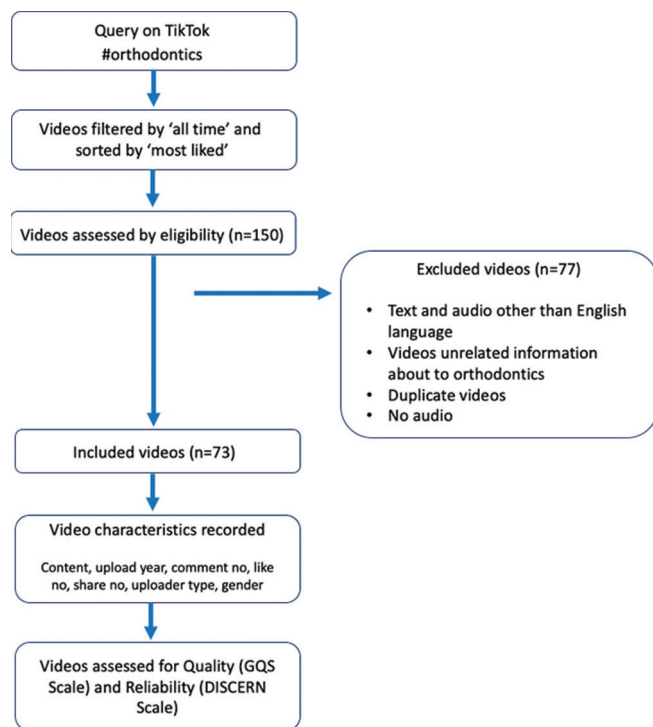 Query on TikTok
#orthodontics
Videos filtered by ‘all time’ and
sorted by ‘most liked’
Videos assessed by eligibility (n=150)
Excluded videos (n=77)
• Text and audio other than English
language
• Videos unrelated information
about to orthodontics
• Duplicate videos
• No audio
Included videos (n=73)
Video characteristics recorded
Content, upload year, comment no, like
no, share no, uploader type, gender
Videos assessed for Quality (GQS
Scale) and Reliability (DISCERN
Scale)